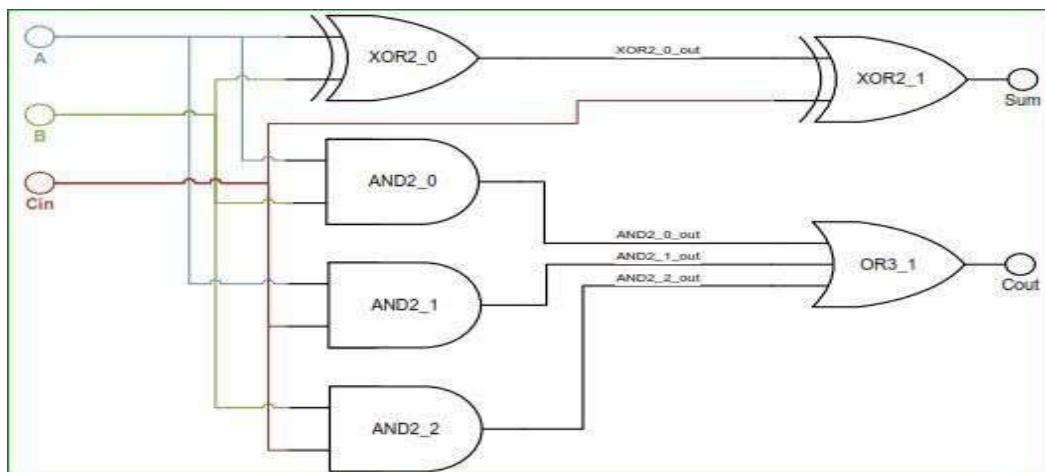 A
B
Cin
XOR2_0
XOR2_0_out
XOR2_1
Sum
AND2_0
AND2_0_out
AND2_1_out
AND2_2_out
OR3_1
Cout
AND2_1
AND2_2